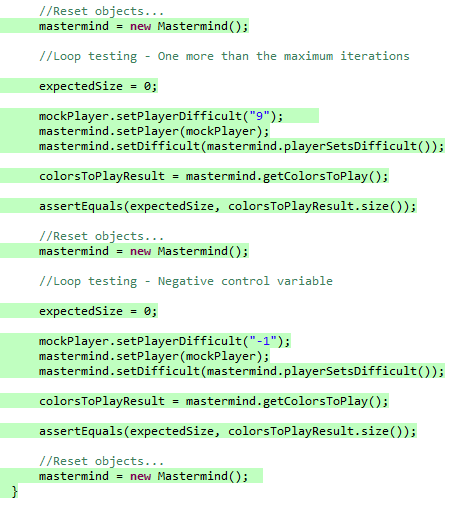 //Reset objects...
mastermind = new Mastermind();
//Loop testing - One more than the maximum iterations
expectedSize = 0;
mockPlayer.setPlayerDifficult("9");
mastermind.setPlayer(mockPlayer);
mastermind.setDifficult(mastermind.playerSetsDifficult());
colorsToPlayResult = mastermind.getColorsToPlay();
assertEquals(expectedSize, colorsToPlayResult.size());
//Reset objects...
mastermind = new Mastermind();
//Loop testing - Negative control variable
expectedSize = 0;
mockPlayer.setPlayerDifficult("-1");
mastermind.setPlayer(mockPlayer);
mastermind.setDifficult(mastermind.playerSetsDifficult());
colorsToPlayResult = mastermind.getColorsToPlay();
assertEquals(expectedSize, colorsToPlayResult.size());
//Reset objects...
mastermind = new Mastermind();
}